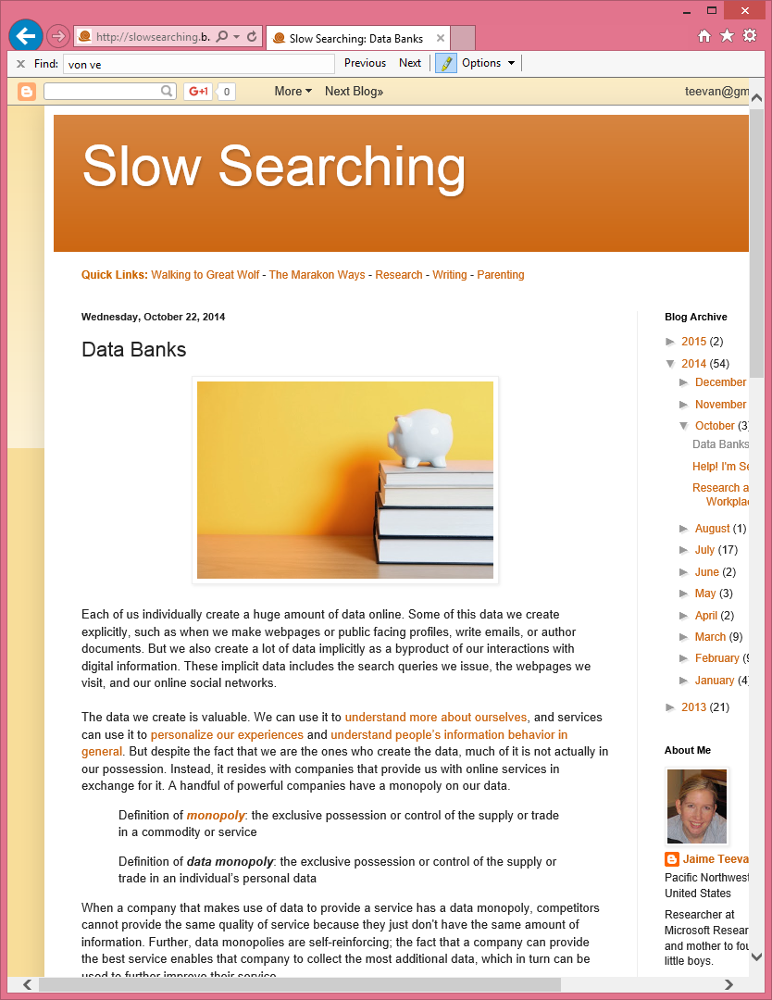 http://slowsearching.b.
Slow Searching: Data Banks
Find: von ve
Previous Next Options
G+1 0
More Next Blog»
teevan@gm
Slow Searching
Quick Links: Walking to Great Wolf - The Marakon Ways - Research - Writing - Parenting
Wednesday, October 22, 2014
Data Banks
Each of us individually create a huge amount of data online. Some of this data we create
explicitly, such as when we make webpages or public facing profiles, write emails, or author
documents. But we also create a lot of data implicitly as a byproduct of our interactions with
digital information. These implicit data includes the search queries we issue, the webpages we
visit, and our online social networks.
The data we create is valuable. We can use it to understand more about ourselves, and services
can use it to personalize our experiences and understand people's information behavior in
general. But despite the fact that we are the ones who create the data, much of it is not actually in
our possession. Instead, it resides with companies that provide us with online services in
exchange for it. A handful of powerful companies have a monopoly on our data.
Definition of monopoly: the exclusive possession or control of the supply or trade
in a commodity or service
Definition of data monopoly: the exclusive possession or control of the supply or
trade in an individual's personal data
When a company that makes use of data to provide a service has a data monopoly, competitors
cannot provide the same quality of service because they just don't have the same amount of
information. Further, data monopolies are self-reinforcing; the fact that a company can provide
the best service enables that company to collect the most additional data, which in turn can be
used to further improve their service
Blog Archive
► 2015 (2)
▼ 2014 (54)
► December
► November
▼ October (3)
Data Banks
Help! I'm Se
Research a
Workplac
► August (1)
► July (17)
► June (2)
► May (3)
► April (2)
► March (9)
► February (9
► January (4)
► 2013 (21)
About Me
Jaime Teeva
Pacific Northwest
United States
Researcher at
Microsoft Resear
and mother to fou
little boys.